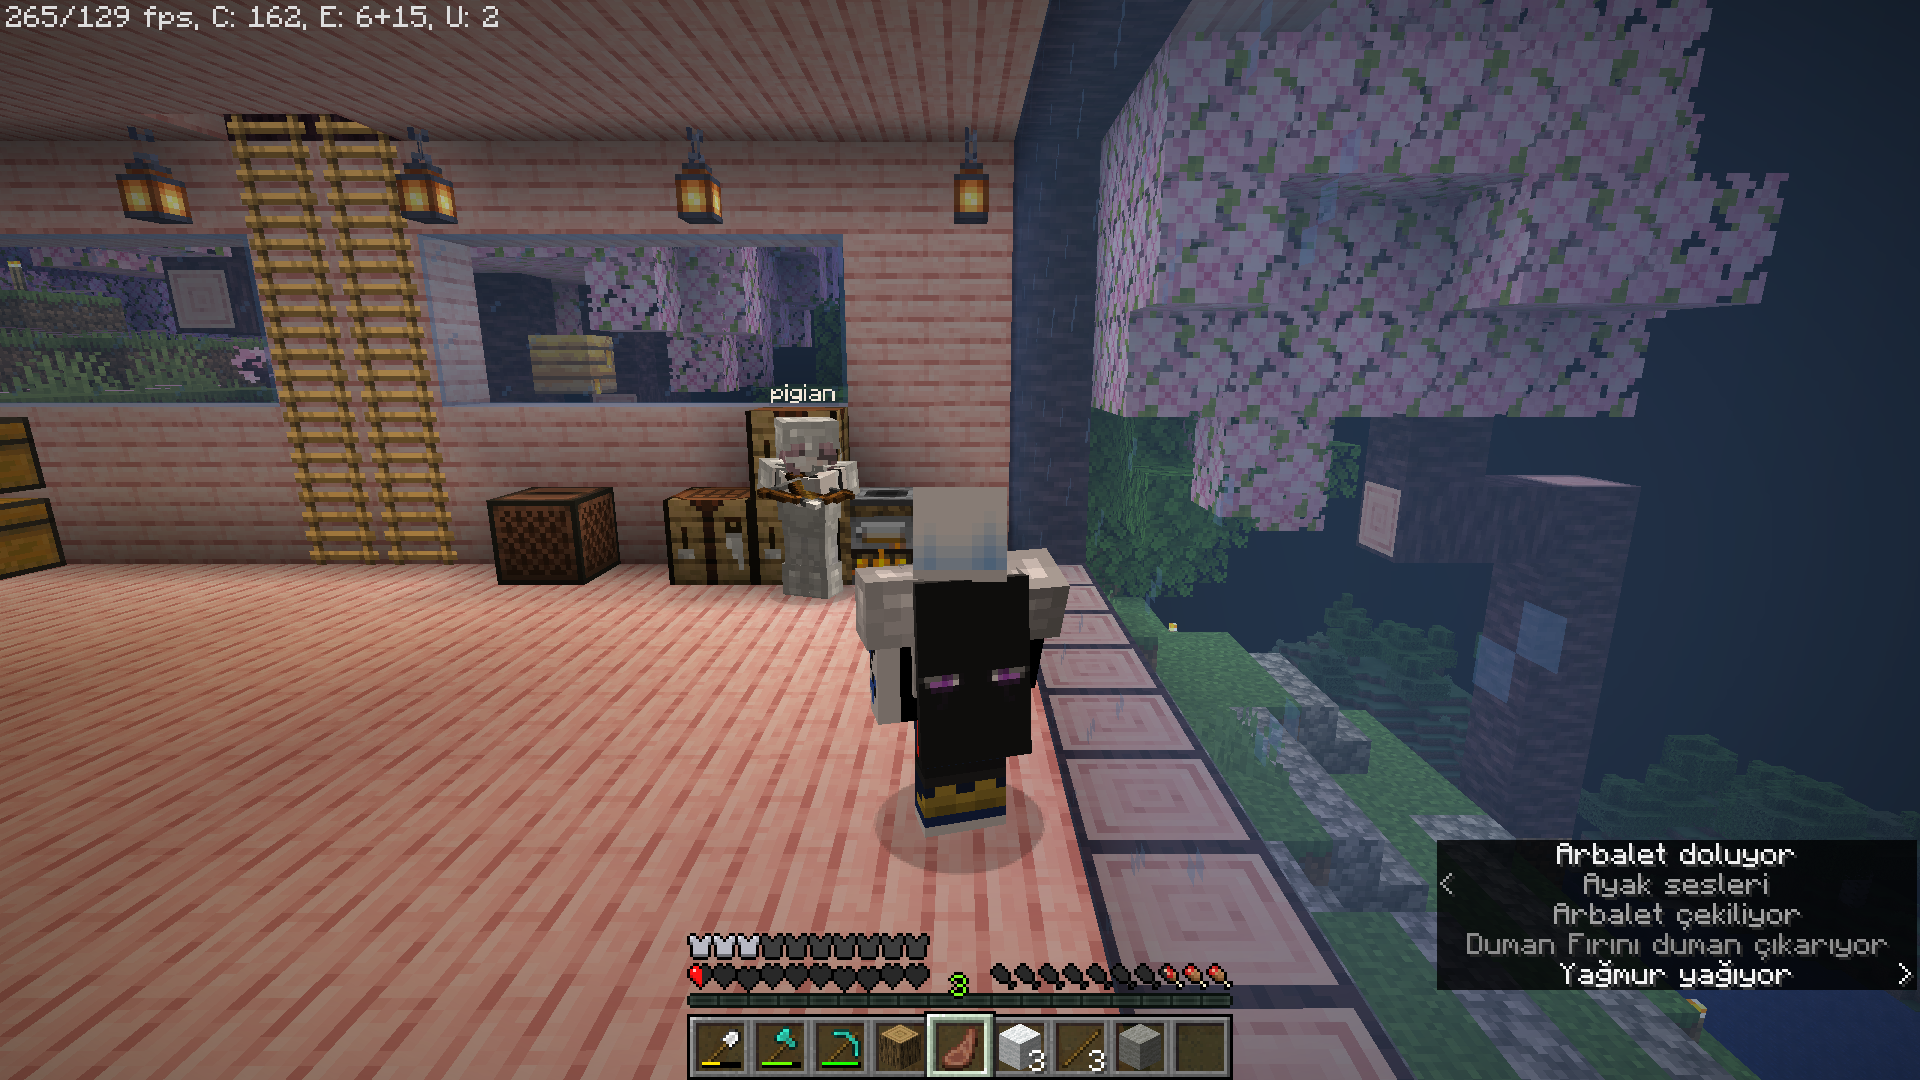 265/129 fps, C: 162, E: 6+15, U: 2
pigian
Arbalet doluyor
< Ayak sesleri
Arbalet çekiliyor
Duman Fırını duman çıkarıyor
Yağmur yağıyor >
3
3
3